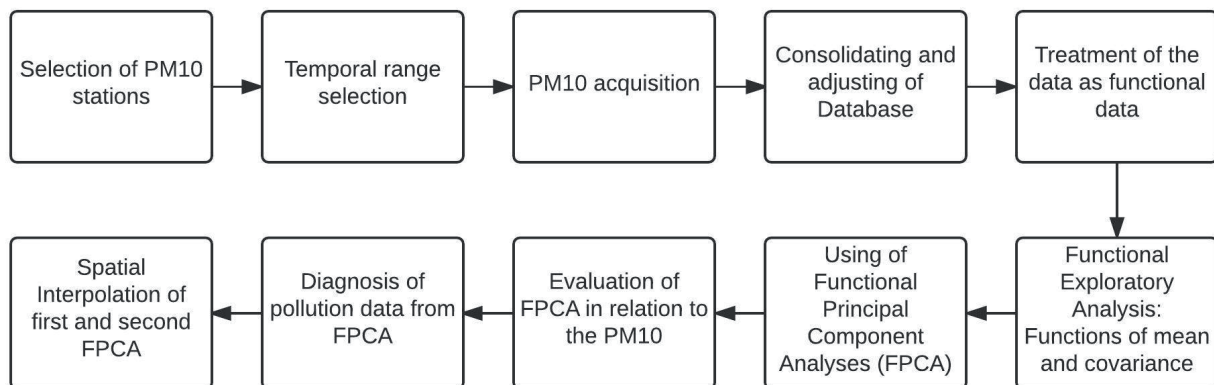 Selection of PM10
stations
Temporal range
selection
PM10 acquisition
Consolidating and
adjusting of
Database
Treatment of the
data as functional
data
Functional
Exploratory
Analysis:
Functions of mean
and covariance
Using of
Functional
Principal
Component
Analyses (FPCA)
Evaluation of
FPCA in relation to
the PM10
Diagnosis of
pollution data from
FPCA
Spatial
Interpolation of
first and second
FPCA